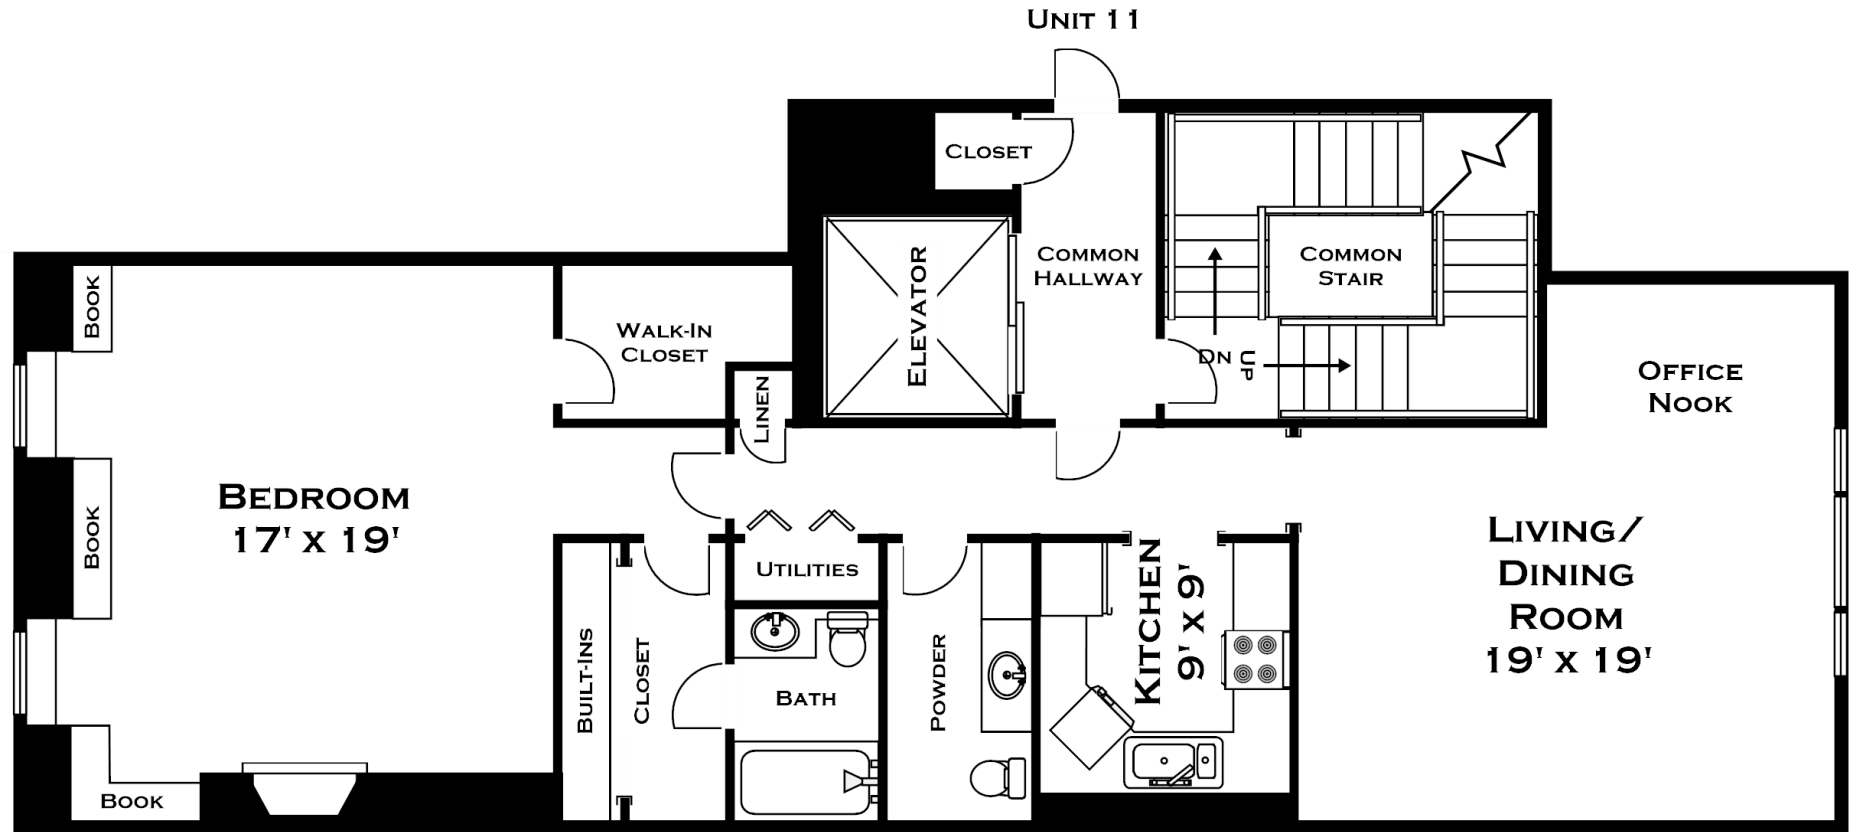 UNIT 11
CLOSET
COMMON
HALLWAY
ELEVATOR
COMMON
STAIR
DN
UP
BOOK
WALK-IN
CLOSET
LINEN
OFFICE
NOOK
BEDROOM
17' X 19'
BOOK
UTILITIES
KITCHEN
9' X 9'
LIVING/
DINING
ROOM
19' X 19'
BUILT-INS
CLOSET
BATH
POWDER
BOOK